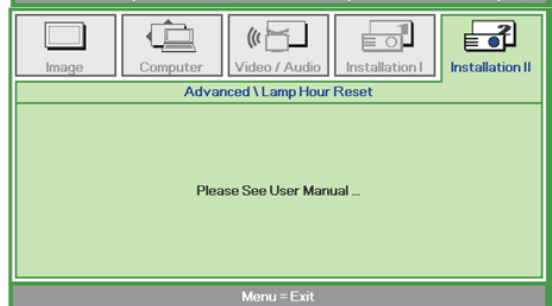 Image
Computer
Video / Audio
Installation I
Installation II
Advanced \ Lamp Hour Reset
Please See User Manual ...
Menu = Exit